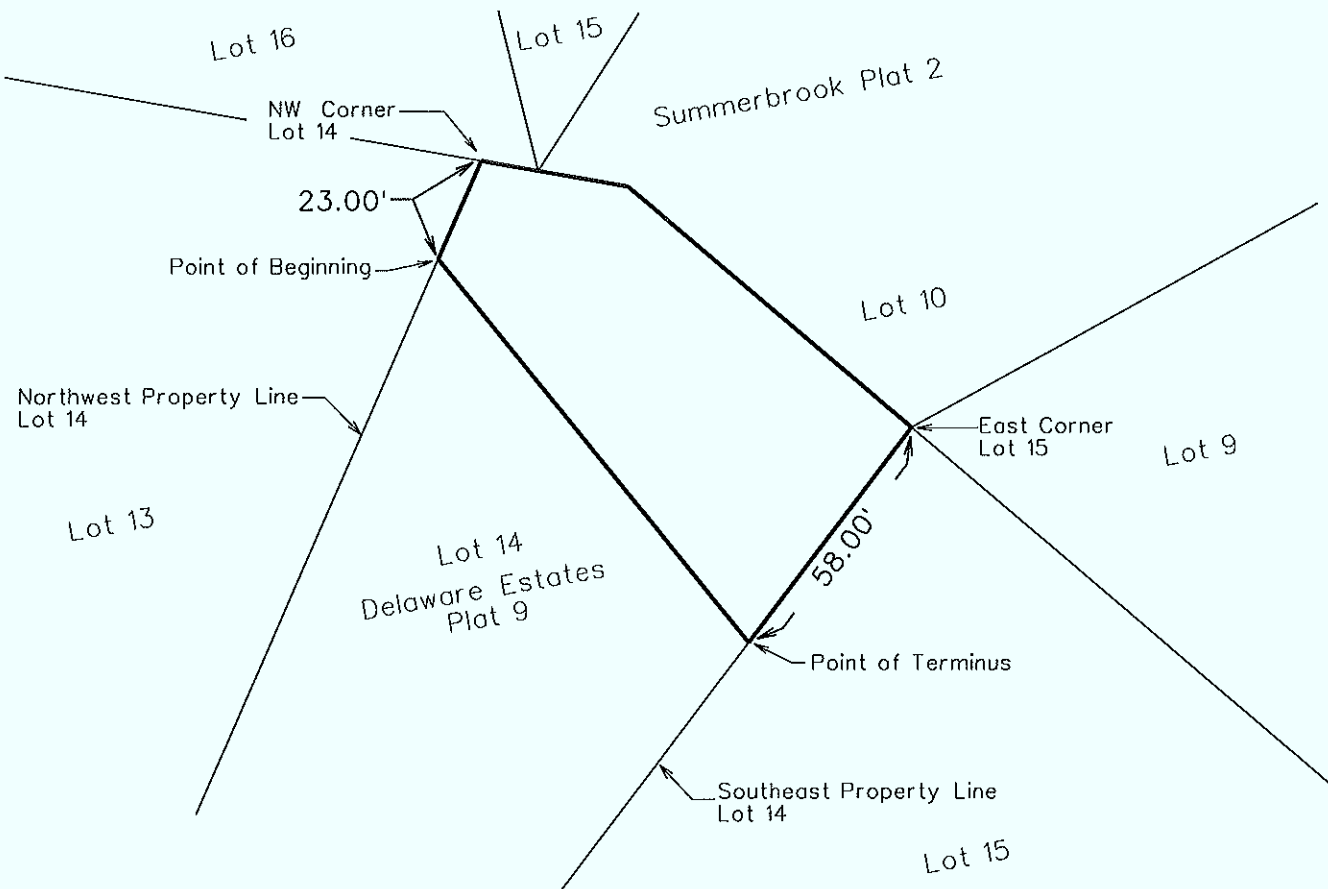 Lot 16
Lot 15
Summerbrook Plat 2
NW Corner
Lot 14
23.00'
Point of Beginning
Lot 10
Northwest Property Line
Lot 14
East Corner
Lot 15
Lot 9
Lot 13
Lot 14
Delaware Estates
Plat 9
58.00'
Point of Terminus
Southeast Property Line
Lot 14
Lot 15